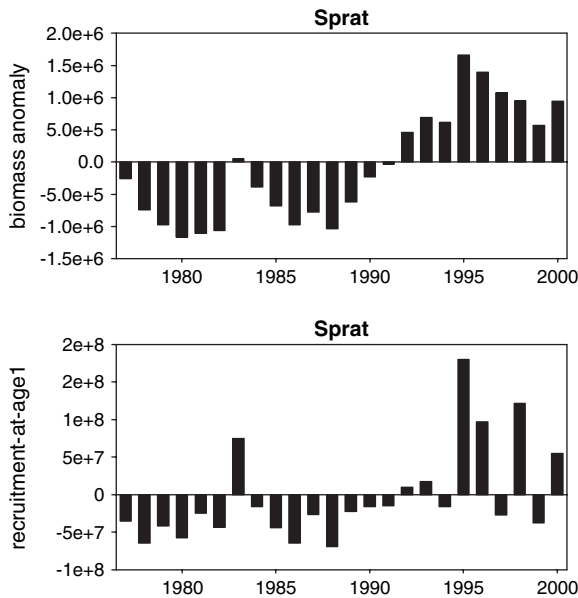 Sprat
2.0e+6
1.5e+6
1.0e+6
5.0e+5
0.0
-5.0e+5
-1.0e+6
-1.5e+6
biomass anomaly
1980 1985 1990 1995 2000
Sprat
2e+8
2e+8
1e+8
5e+7
0
-5e+7
-1e+8
recruitment-at-age1
1980 1985 1990 1995 2000